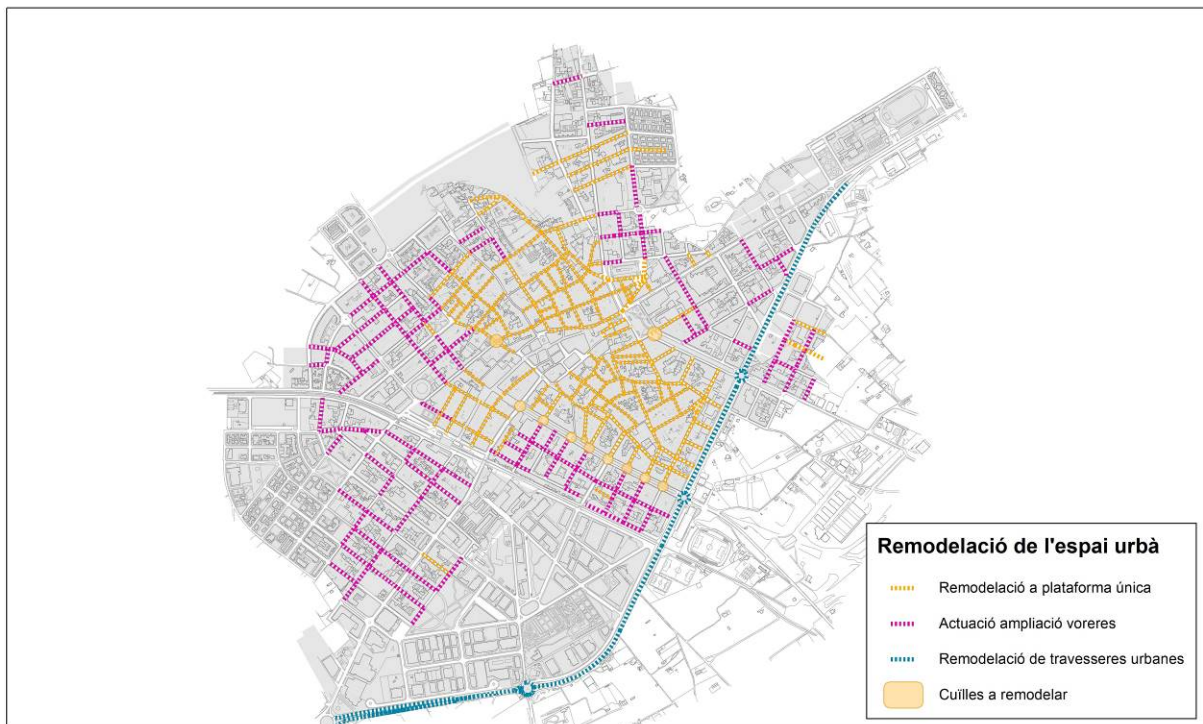 Remodelació de l'espai urbà
Remodelació a plataforma única
Actuació ampliació voreres
Remodelació de travesseres urbanes
Cuïlles a remodelar